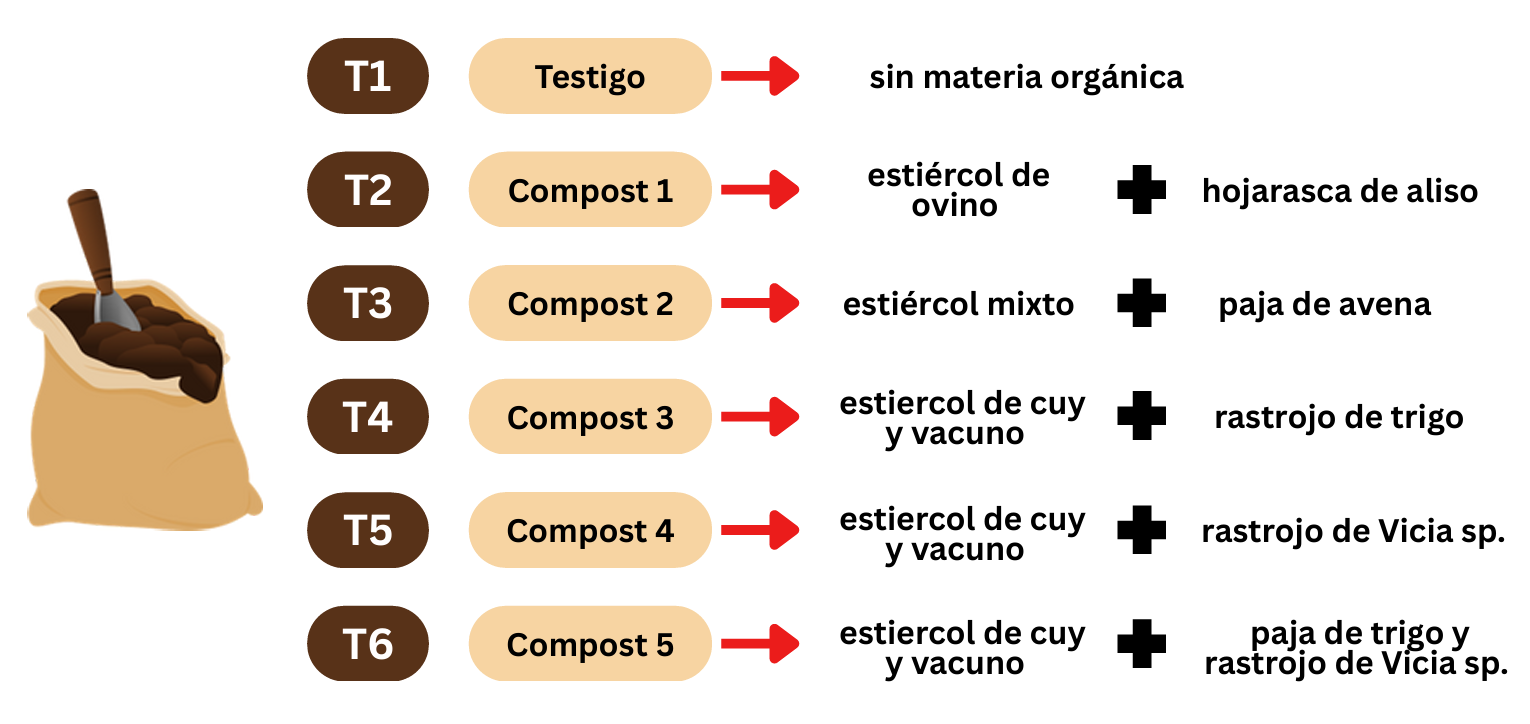 T1 Testigo sin materia orgánica
T2 Compost 1 estiércol de
ovino hojarasca de aliso
T3 Compost 2 estiércol mixto paja de avena
T4 Compost 3 estiercol de cuy
y vacuno rastrojo de trigo
T5 Compost 4 estiercol de cuy
y vacuno rastrojo de Vicia sp.
T6 Compost 5 estiercol de cuy
y vacuno paja de trigo y
rastrojo de Vicia sp.